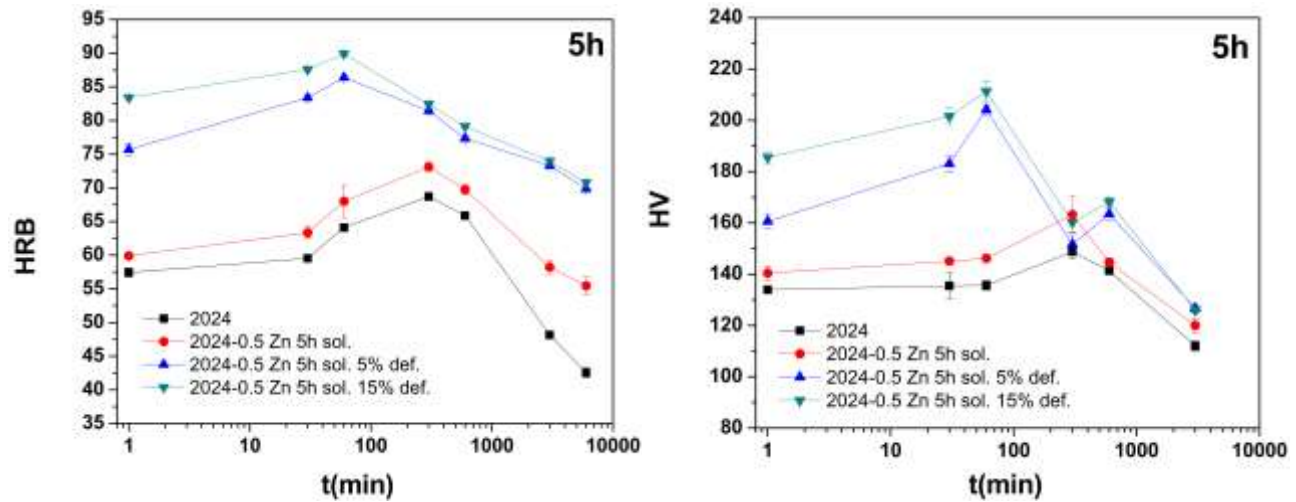 5h
HRB
95
90
85
80
75
70
65
60
55
50
45
40
35
2024
2024-0.5 Zn 5h sol.
2024-0.5 Zn 5h sol. 5% def.
2024-0.5 Zn 5h sol. 15% def.
1 10 100 1000 10000
t(min)
5h
HV
240
220
200
180
160
140
120
100
80
2024
2024-0.5 Zn 5h sol.
2024-0.5 Zn 5h sol. 5% def.
2024-0.5 Zn 5h sol. 15% def.
1 10 100 1000 10000
t(min)